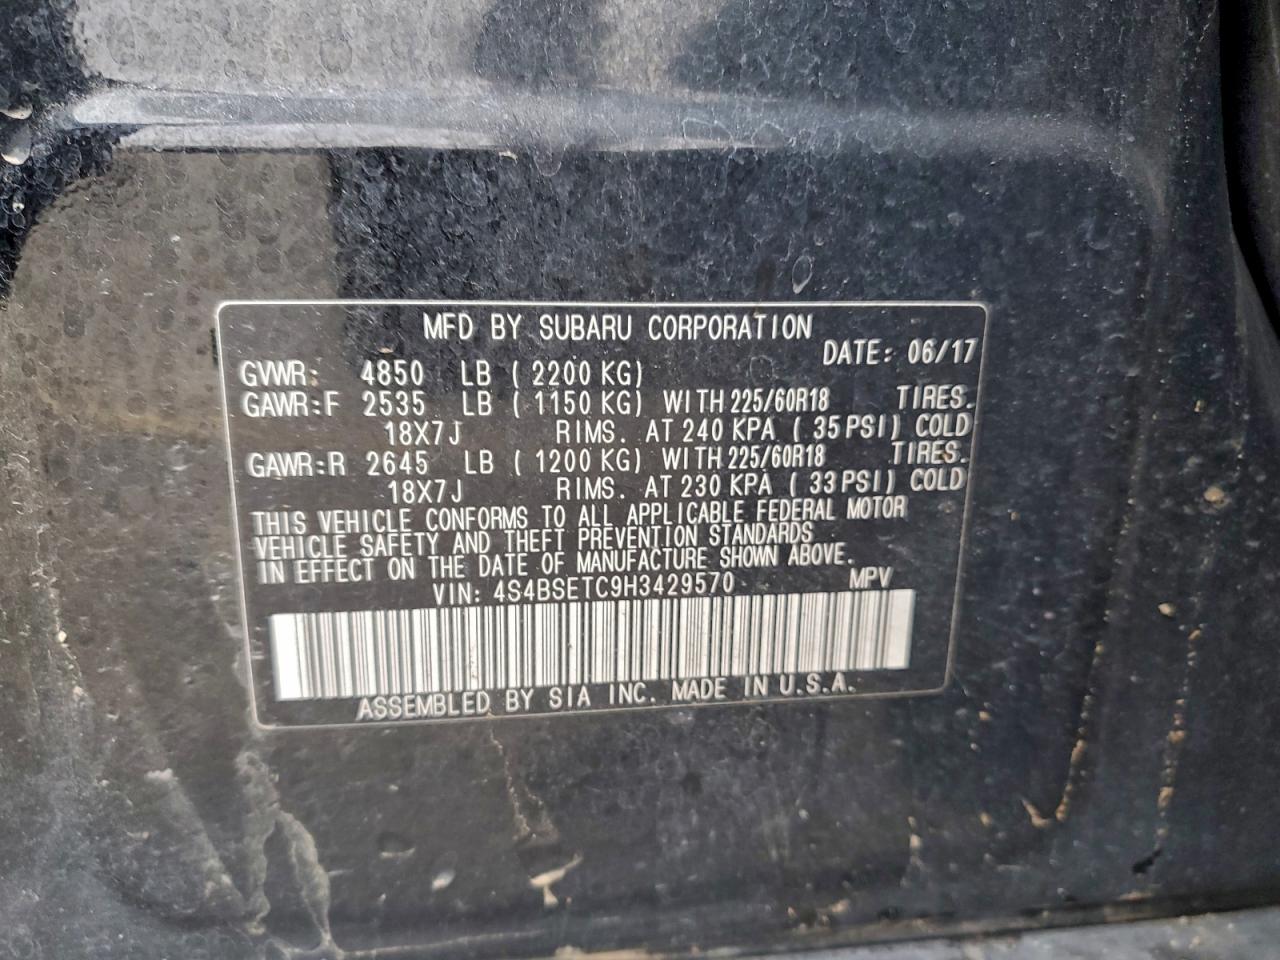 MFD BY SUBARU CORPORATION
DATE: 06/17
GVWR: 4850 LB ( 2200 KG)
GAWR:F 2535 LB ( 1150 KG) WITH 225/60R18 TIRES.
18X7J RIMS. AT 240 KPA ( 35 PSI) COLD
GAWR:R 2645 LB ( 1200 KG) WITH 225/60R18 TIRES.
18X7J RIMS. AT 230 KPA ( 33 PSI) COLD
THIS VEHICLE CONFORMS TO ALL APPLICABLE FEDERAL MOTOR
VEHICLE SAFETY AND THEFT PREVENTION STANDARDS
IN EFFECT ON THE DATE OF MANUFACTURE SHOWN ABOVE.
VIN: 4S4BSETC9H3429570 MPV
ASSEMBLED BY SIA INC. MADE IN U.S.A.